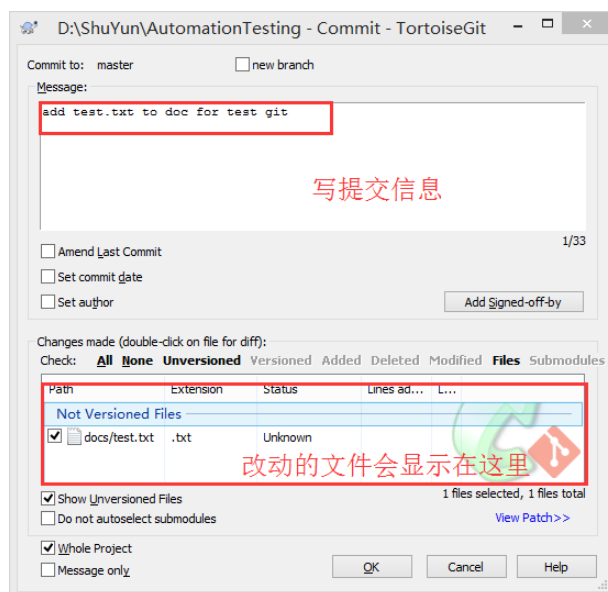 D:\ShuYun\AutomationTesting - Commit - TortoiseGit
Commit to: master new branch
Message:
add test.txt to doc for test git
写提交信息
1/33
Amend Last Commit
Set commit date
Set author
Add Signed-off-by
Changes made (double-click on file for diff):
Check: All None Unversioned Versioned Added Deleted Modified Files Submodules
Path Extension Status Lines ad... L...
Not Versioned Files
docs/test.txt .txt Unknown
改动的文件会显示在这里
Show Unversioned Files
1 files selected, 1 files total
Do not autoselect submodules
View Patch>>
Whole Project
Message only
OK Cancel Help